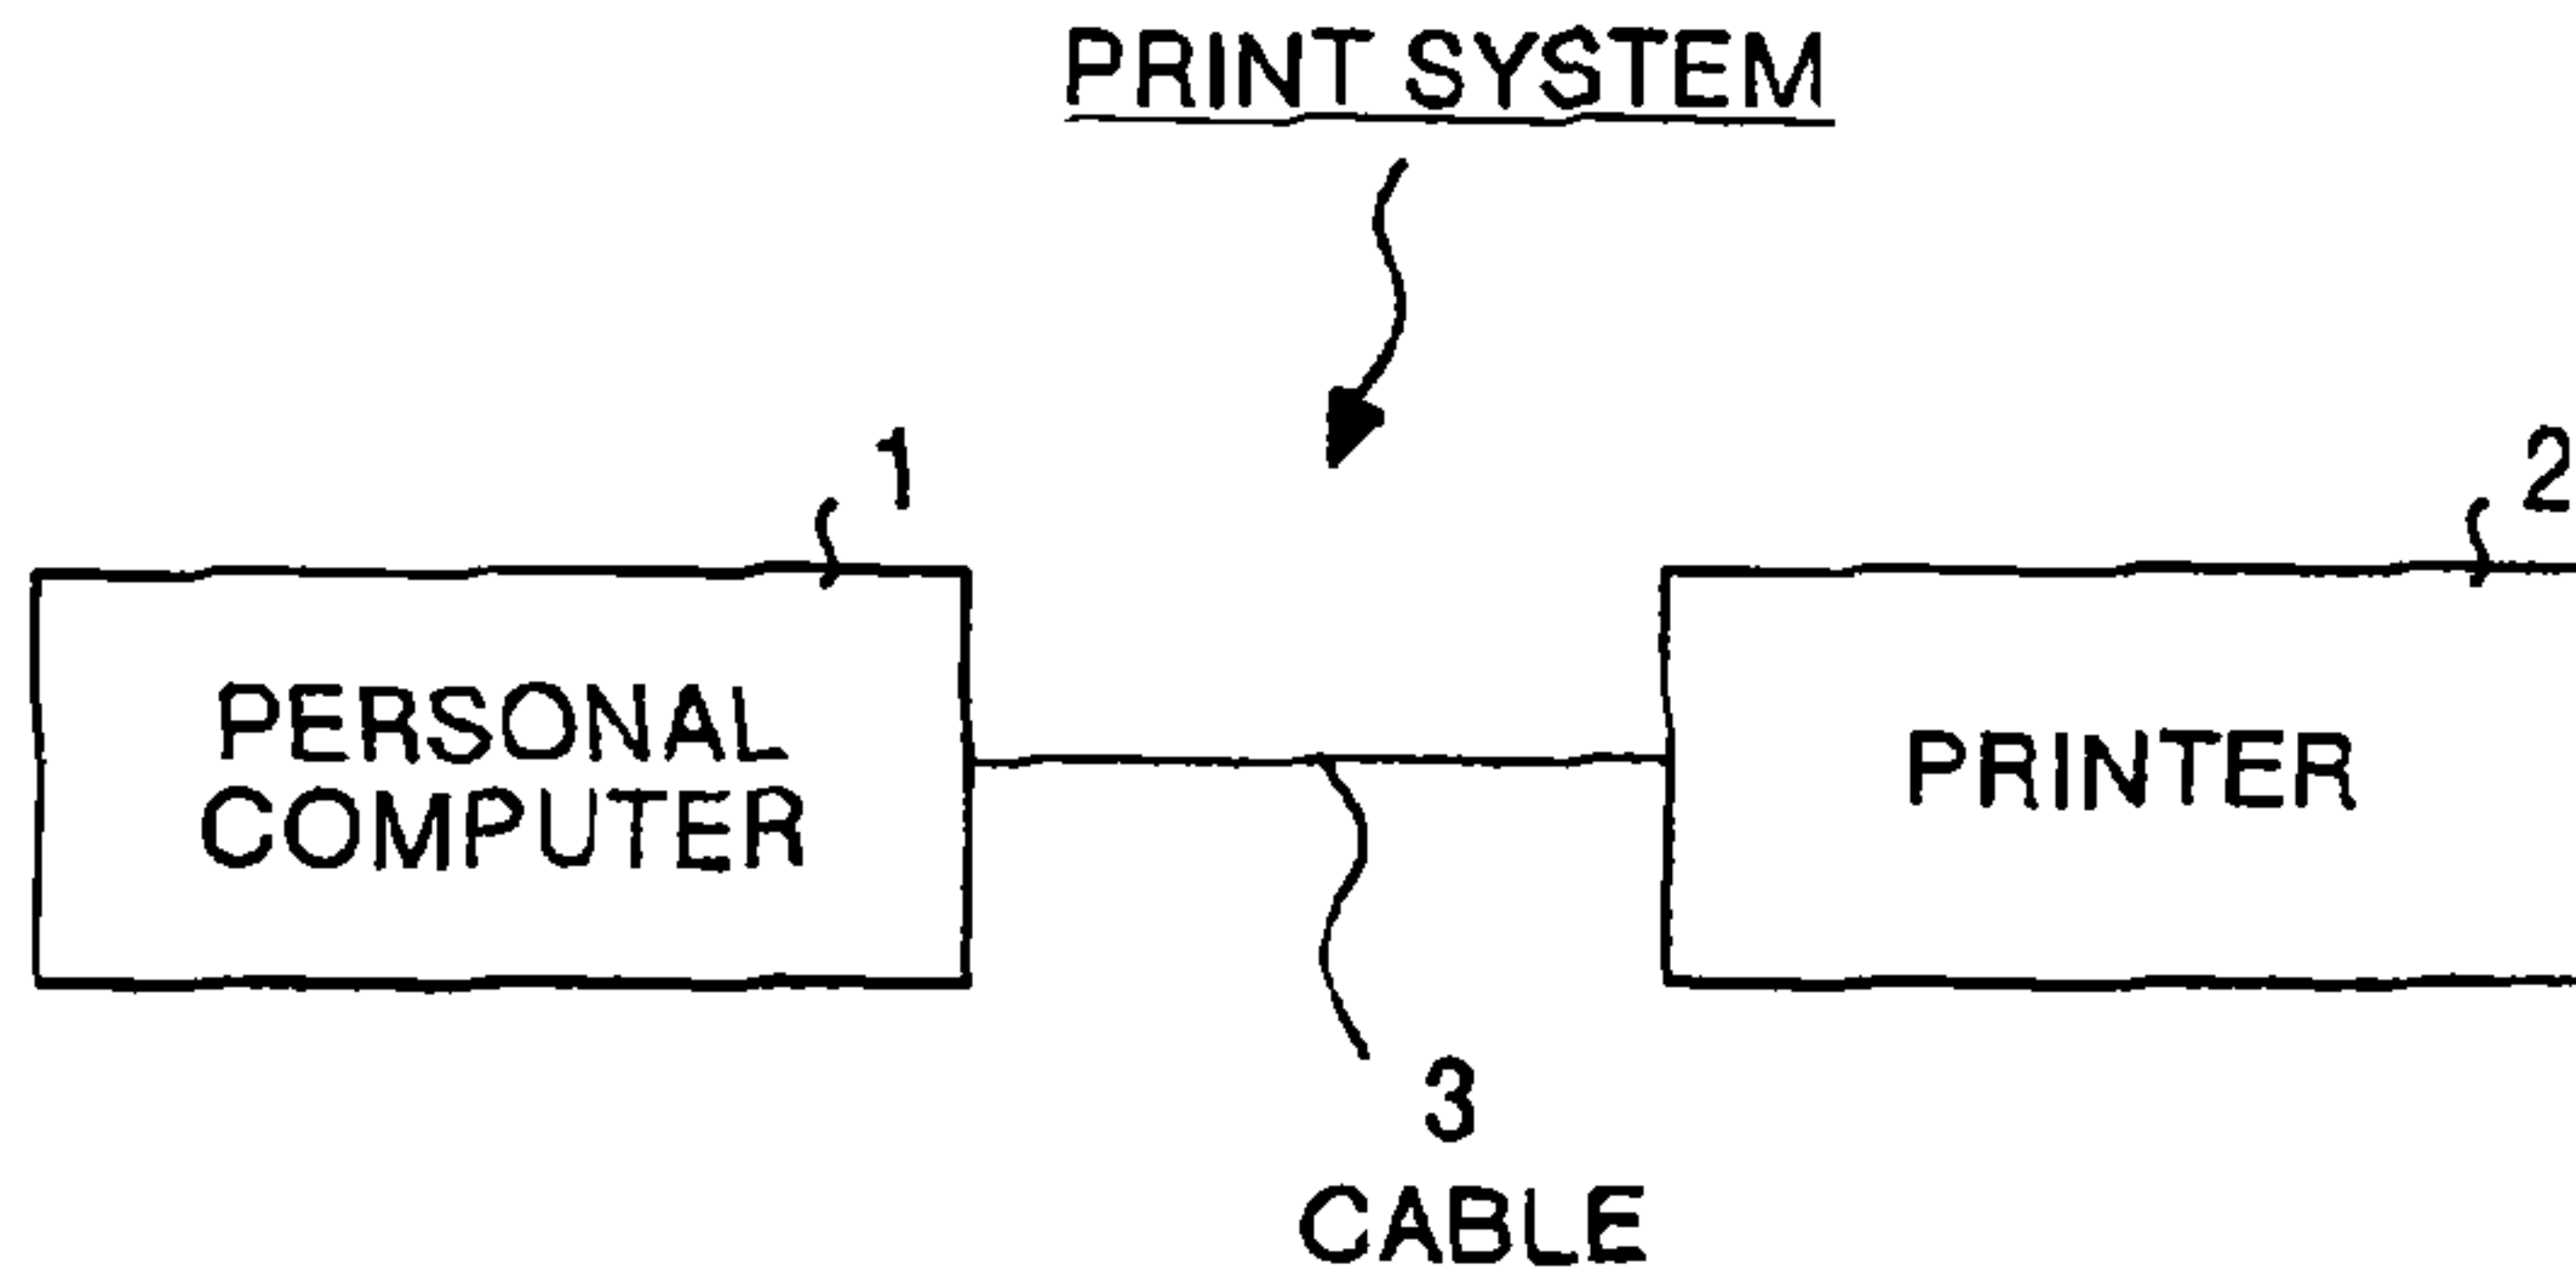 PRINT SYSTEM
1
2
PERSONAL
COMPUTER
PRINTER
3
CABLE